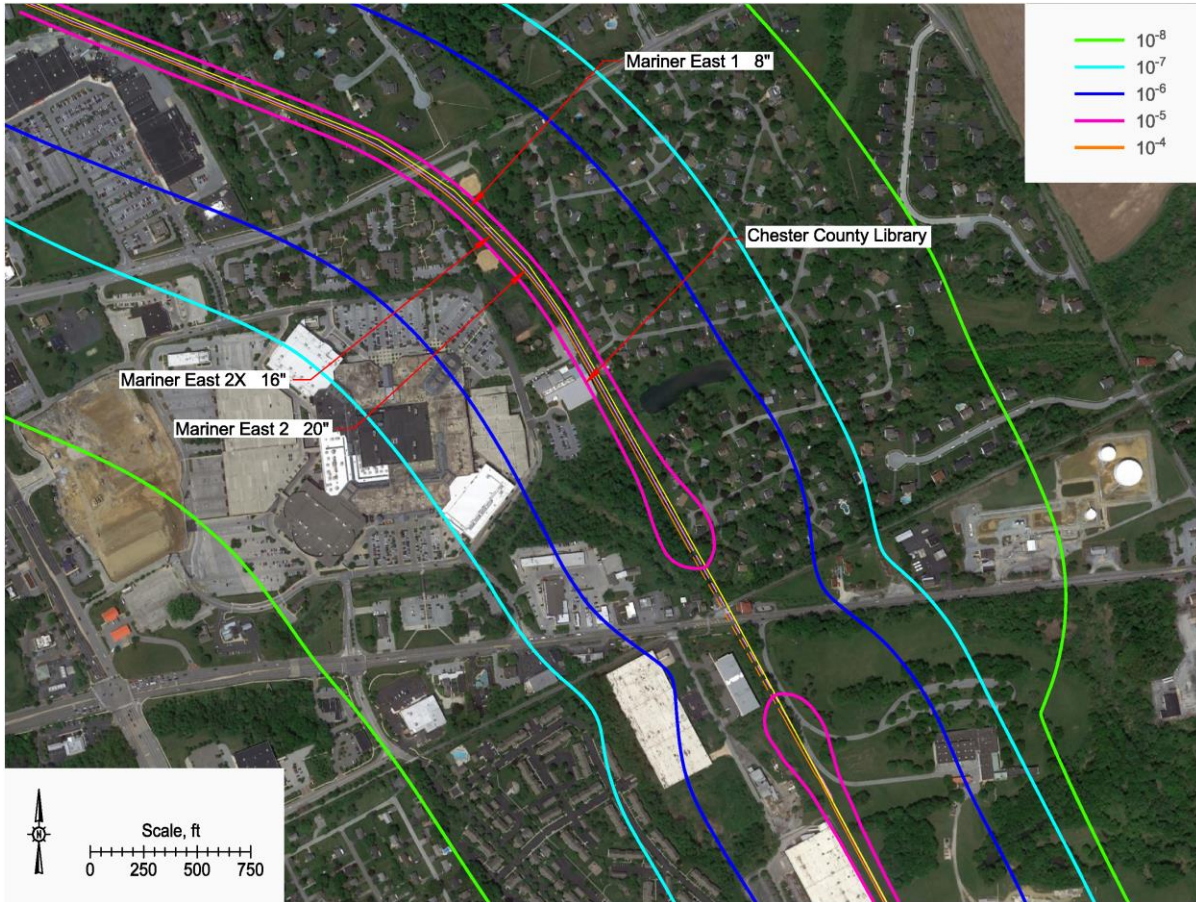 Mariner East 1 8"
10⁻⁸
10⁻⁷
10⁻⁶
10⁻⁵
10⁻⁴
Chester County Library
Mariner East 2X 16"
Mariner East 2 20"
N
Scale, ft
0 250 500 750